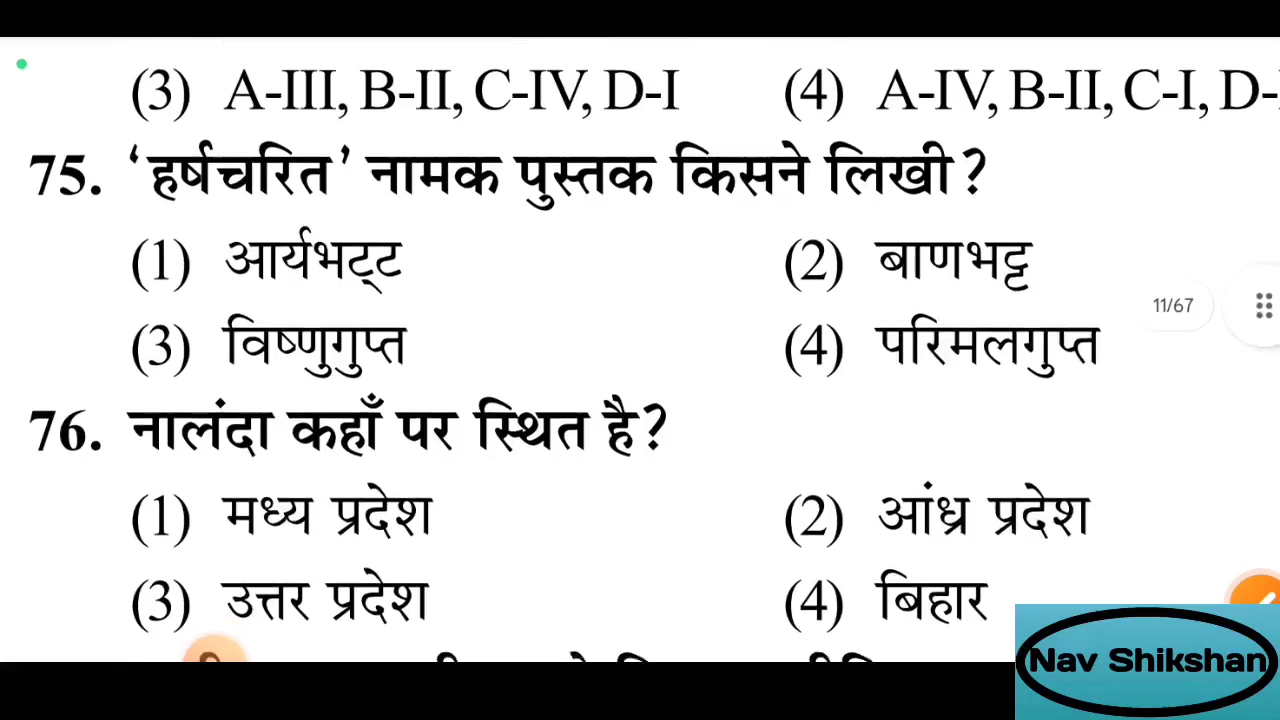 (3) A-III, B-II, C-IV, D-I (4) A-IV, B-II, C-I, D-
75. ‘हर्षचरित’ नामक पुस्तक किसने लिखी?
(1) आर्यभट्‌ट (2) बाणभट्ट
11/67
(3) विष्णुगुप्त (4) परिमलगुप्त
76. नालंदा कहाँ पर स्थित है?
(1) मध्य प्रदेश (2) आंध्र प्रदेश
(3) उत्तर प्रदेश (4) बिहार
Nav Shikshan